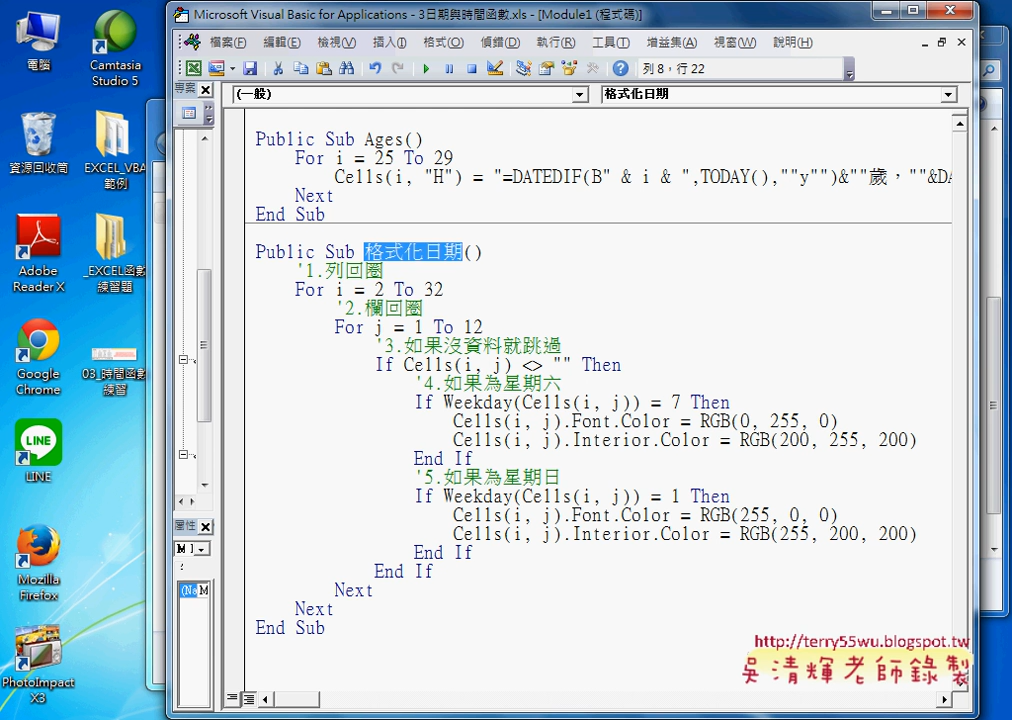 Microsoft Visual Basic for Applications - 3日期與時間函數.xls - [Module1 (程式碼)]
檔案(F) 編輯(E) 檢視(V) 插入(I) 格式(O) 偵錯(D) 執行(R) 工具(T) 增益集(A) 視窗(W) 說明(H)
列 8，行 22
專案
(一般)
格式化日期
Public Sub Ages()
For i = 25 To 29
Cells(i, "H") = "=DATEDIF(B" & i & ",TODAY(),""y"")&""歲，""&DA
Next
End Sub
Public Sub 格式化日期()
'1.列回圈
For i = 2 To 32
'2.欄回圈
For j = 1 To 12
'3.如果沒資料就跳過
If Cells(i, j) <> "" Then
'4.如果為星期六
If Weekday(Cells(i, j)) = 7 Then
Cells(i, j).Font.Color = RGB(0, 255, 0)
Cells(i, j).Interior.Color = RGB(200, 255, 200)
End If
'5.如果為星期日
If Weekday(Cells(i, j)) = 1 Then
Cells(i, j).Font.Color = RGB(255, 0, 0)
Cells(i, j).Interior.Color = RGB(255, 200, 200)
End If
End If
Next
Next
End Sub
屬性
電腦
Camtasia
Studio 5
資源回收筒
EXCEL_VBA
範例
Adobe
Reader X
_EXCEL函數
練習題
Google
Chrome
03_時間函數
練習
LINE
LINE
Mozilla
Firefox
PhotoImpact
X3
http://terry55wu.blogspot.tw
吳清輝老師錄製